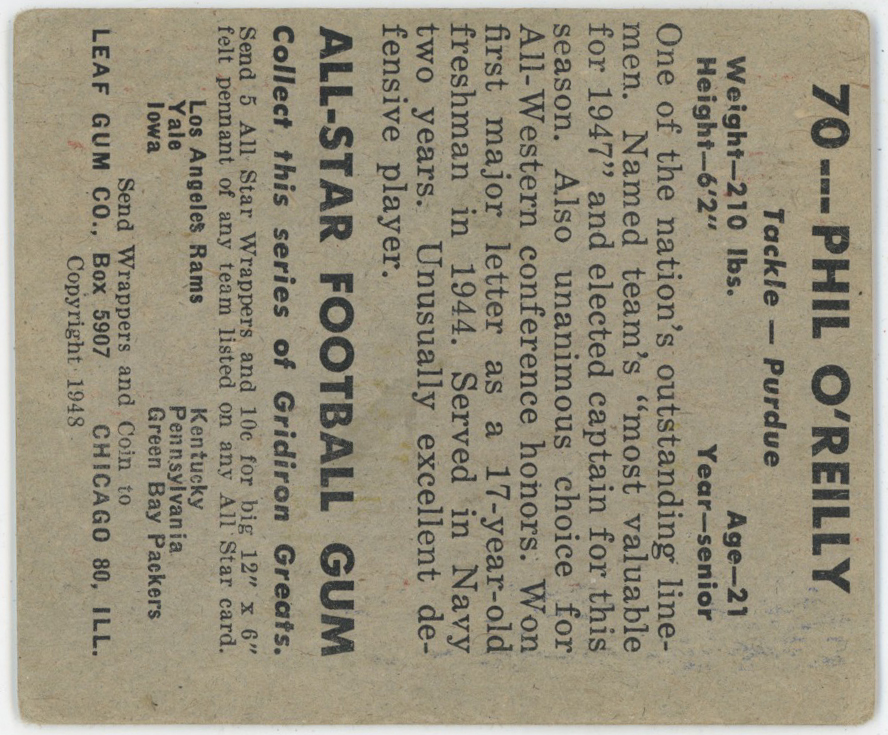 70---PHIL O'REILLY
Tackle — Purdue
Weight—210 lbs. Age—21
Height—6'2" Year—senior
One of the nation's outstanding line-
men. Named team's "most valuable
for 1947" and elected captain for this
season. Also unanimous choice for
All-Western conference honors. Won
first major letter as a 17-year-old
freshman in 1944. Served in Navy
two years. Unusually excellent de-
fensive player.
ALL-STAR FOOTBALL GUM
Collect this series of Gridiron Greats.
Send 5 All Star Wrappers and 10c for big 12" x 6"
felt pennant of any team listed on any All Star card.
Los Angeles Rams Kentucky
Yale Pennsylvania
Iowa Green Bay Packers
Send Wrappers and Coin to
LEAF GUM CO., Box 5907 CHICAGO 80, ILL.
Copyright 1948